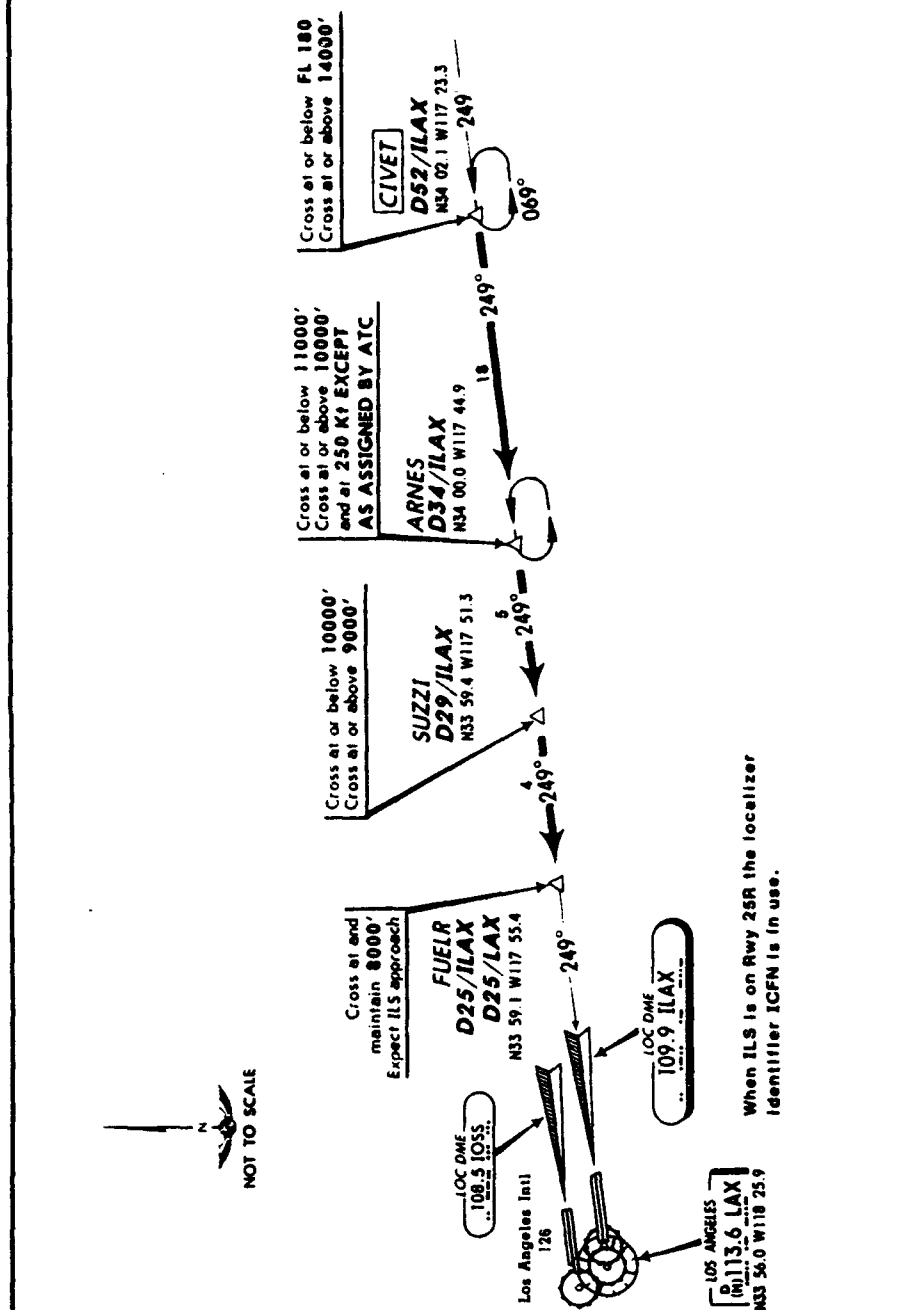 Cross at or below FL 180
Cross at or above 14000'
CIVET
D52/ILAX
N34 02.1 W117 23.3
249
069°
249°
18
Cross at or below 11000'
Cross at or above 10000'
and at 250 Kt EXCEPT
AS ASSIGNED BY ATC
ARNES
D34/ILAX
N34 00.0 W117 44.9
5
249°
Cross at or below 10000'
Cross at or above 9000'
SUZZI
D29/ILAX
N33 59.4 W117 51.3
4
249°
Cross at and
maintain 8000'
Expect ILS approach
FUELR
D25/ILAX
D25/LAX
N33 59.1 W117 55.4
249°
N
NOT TO SCALE
LOC DME
108.5 IOSS
LOC DME
109.9 ILAX
Los Angeles Intl
126
LOS ANGELES
D
(H) 113.6 LAX
N33 56.0 W118 25.9
When ILS is on Rwy 25R the localizer
identifier ICFN is in use.